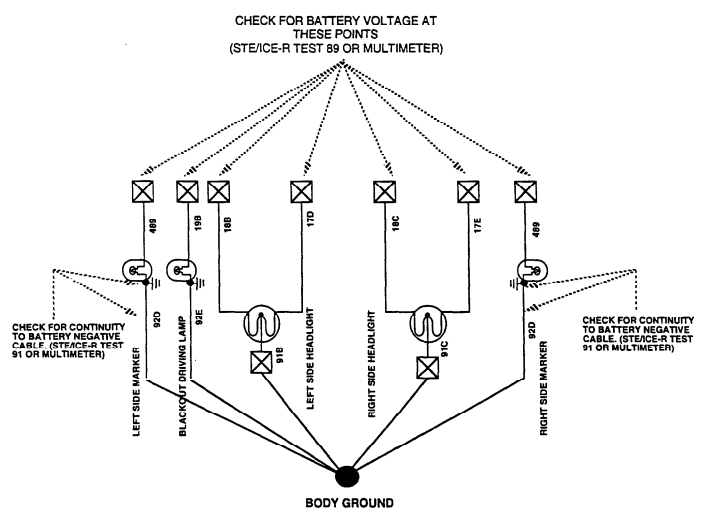 CHECK FOR BATTERY VOLTAGE AT
THESE POINTS
(STE/ICE-R TEST 89 OR MULTIMETER)
489
19B
18B
17D
18C
17E
489
92D
92E
91B
91C
92D
CHECK FOR CONTINUITY
TO BATTERY NEGATIVE
CABLE. (STE/ICE-R TEST
91 OR MULTIMETER)
CHECK FOR CONTINUITY
TO BATTERY NEGATIVE
CABLE. (STE/ICE-R TEST
91 OR MULTIMETER)
LEFT SIDE MARKER
BLACKOUT DRIVING LAMP
LEFT SIDE HEADLIGHT
RIGHT SIDE HEADLIGHT
RIGHT SIDE MARKER
BODY GROUND